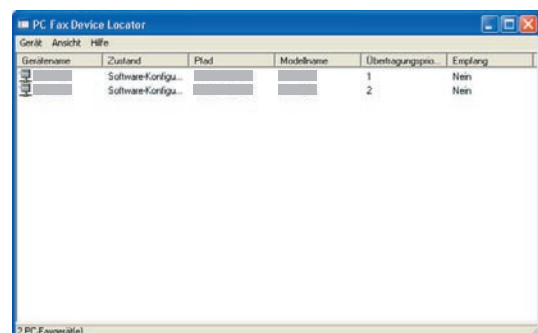 PC Fax Device Locator
Gerät Ansicht Hilfe
Gerätename Zustand Pfad Modellname Übertragungsprio... Empfang
Software-Konfigu... 1 Nein
Software-Konfigu... 2 Nein
2 PC-Faxgerät(e)